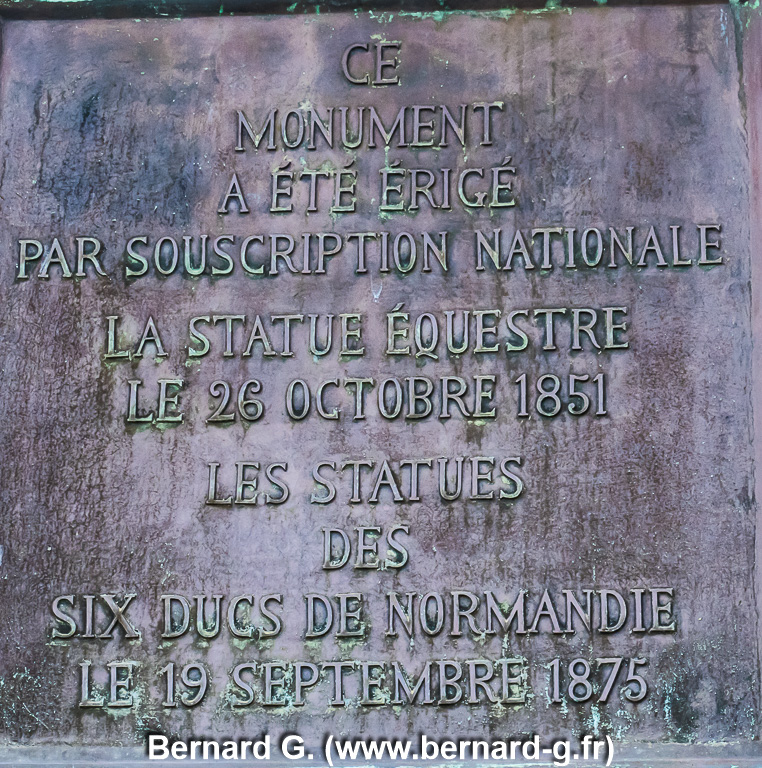 CE
MONUMENT
A ÉTÉ ÉRIGÉ
PAR SOUSCRIPTION NATIONALE
LA STATUE ÉQUESTRE
LE 26 OCTOBRE 1851
LES STATUES
DES
SIX DUCS DE NORMANDIE
LE 19 SEPTEMBRE 1875
Bernard G. (www.bernard-g.fr)